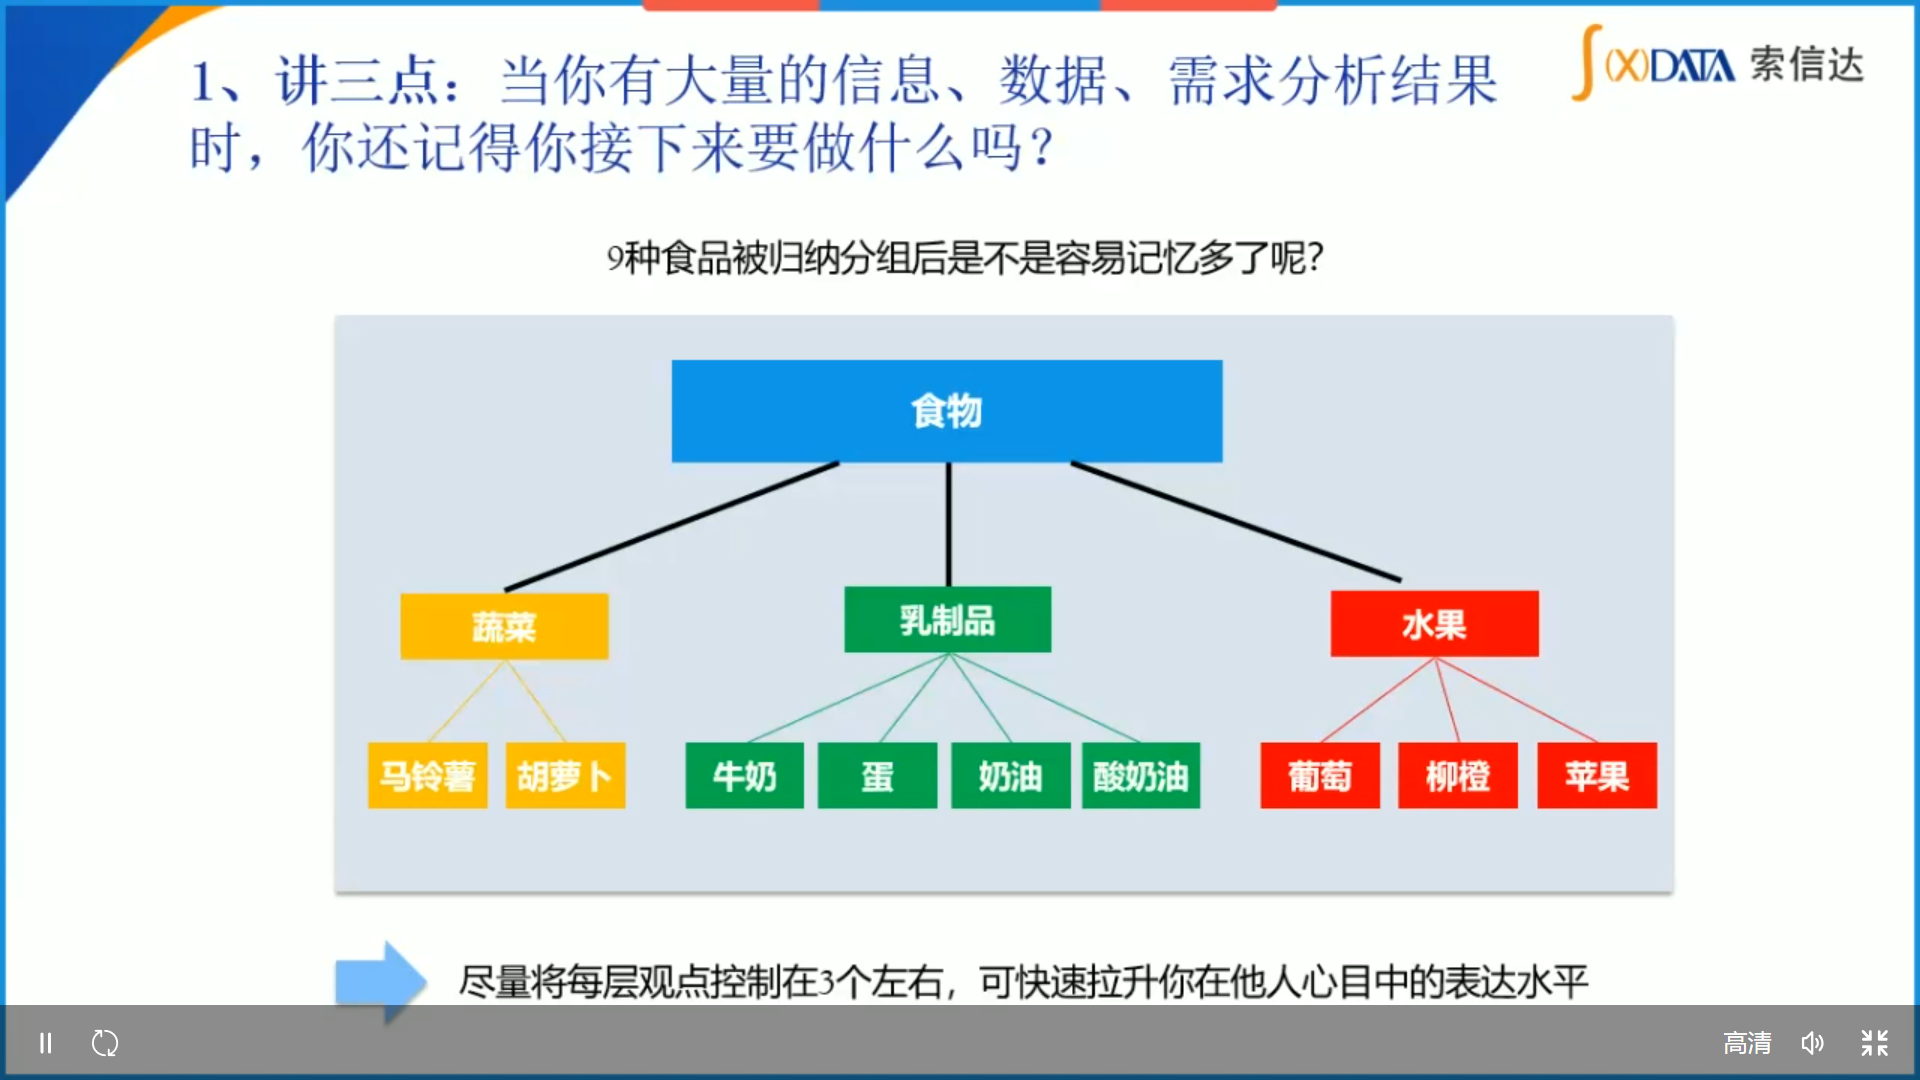 1、讲三点：当你有大量的信息、数据、需求分析结果
时，你还记得你接下来要做什么吗？
(X)DATA 索信达
9种食品被归纳分组后是不是容易记忆多了呢？
食物
蔬菜
乳制品
水果
马铃薯
胡萝卜
牛奶
蛋
奶油
酸奶油
葡萄
柳橙
苹果
尽量将每层观点控制在3个左右，可快速拉升你在他人心目中的表达水平
高清